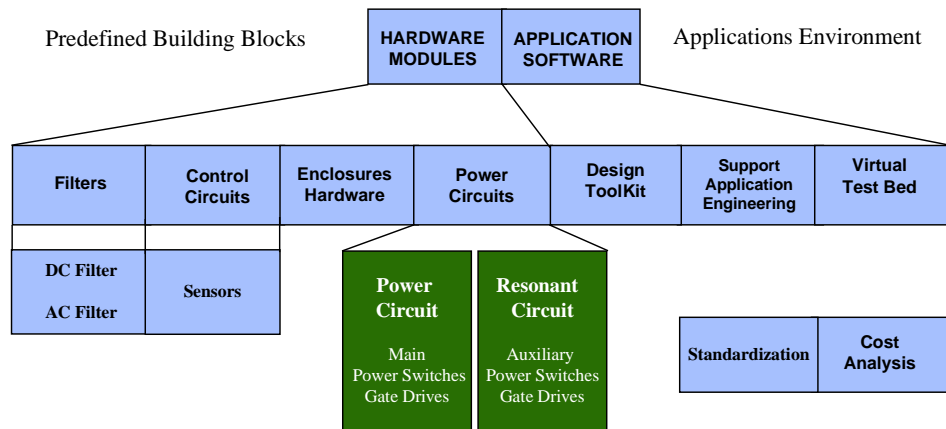 Predefined Building Blocks
HARDWARE
MODULES
APPLICATION
SOFTWARE
Applications Environment
Filters
Control
Circuits
Enclosures
Hardware
Power
Circuits
Design
ToolKit
Support
Application
Engineering
Virtual
Test Bed
DC Filter
AC Filter
Sensors
Power
Circuit
Main
Power Switches
Gate Drives
Resonant
Circuit
Auxiliary
Power Switches
Gate Drives
Standardization
Cost
Analysis